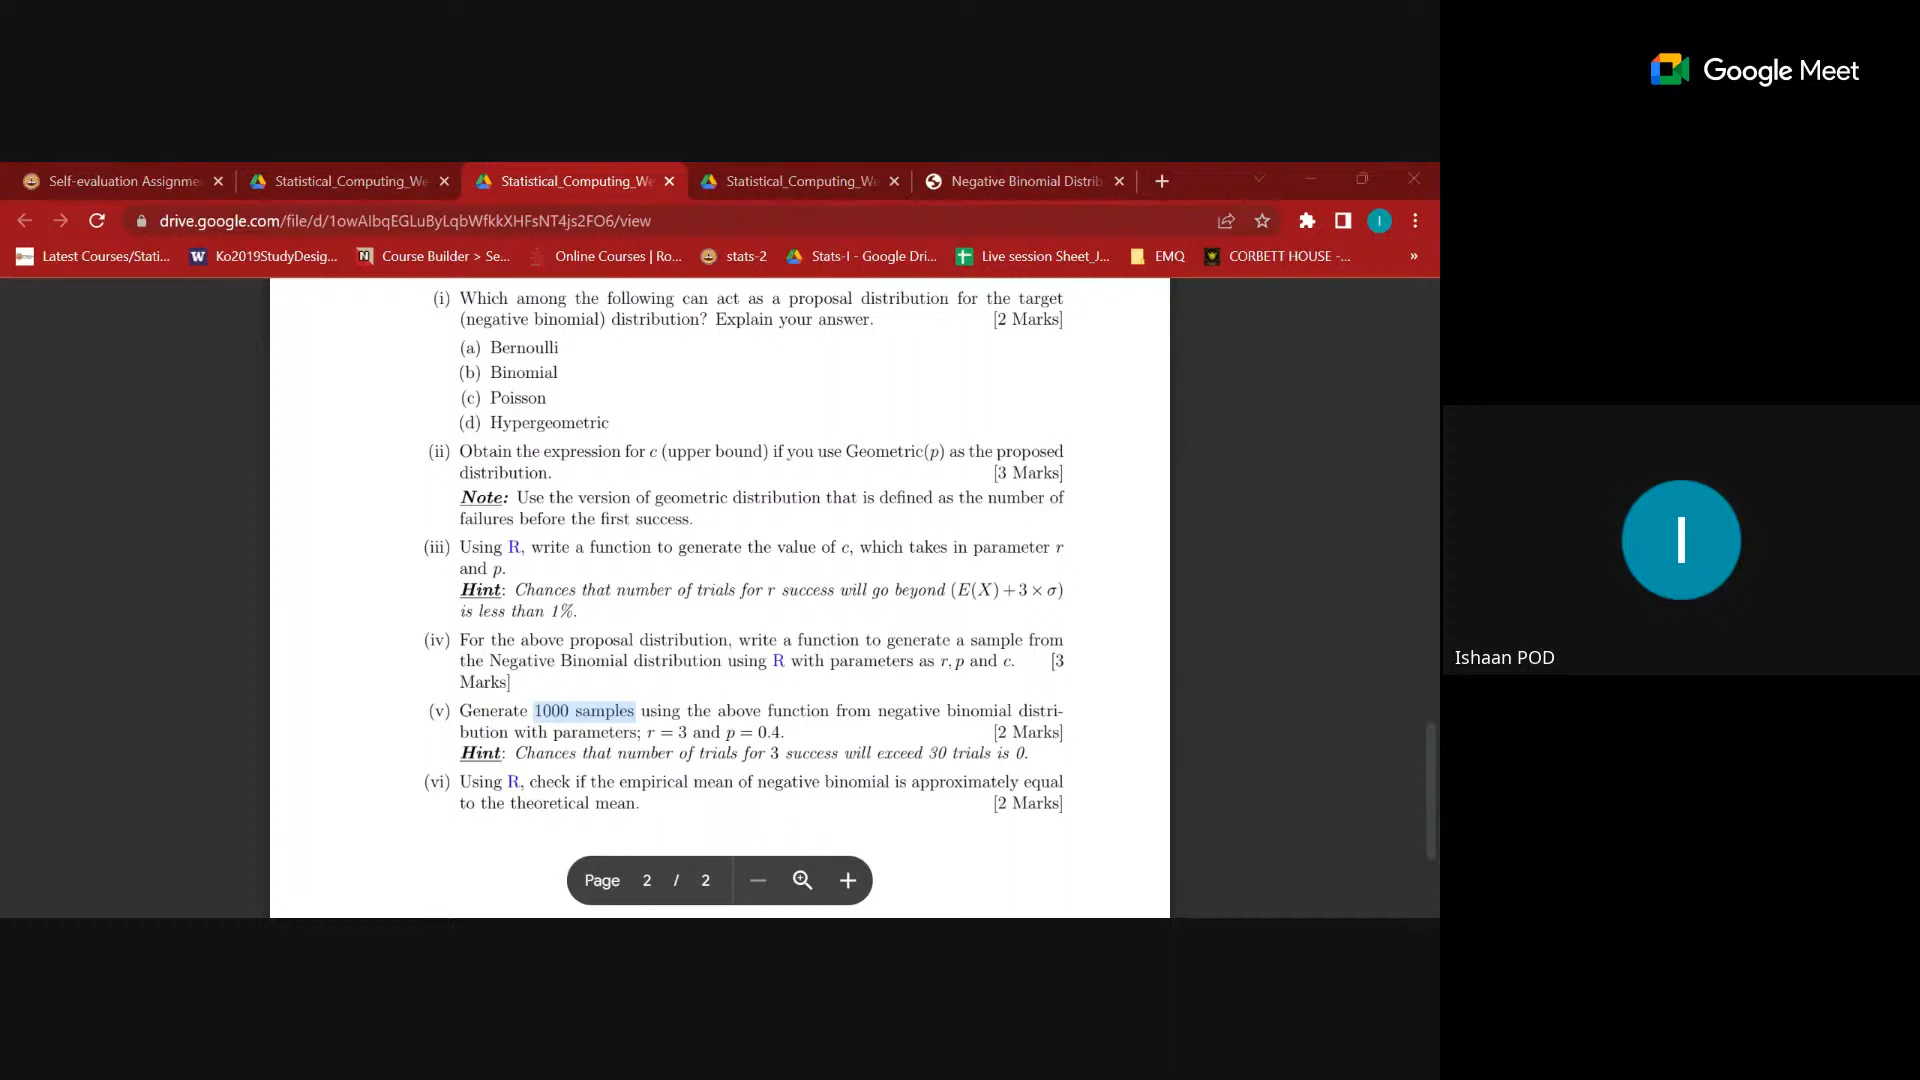 Google Meet
Self-evaluation Assignme
Statistical_Computing_We
Statistical_Computing_We
Statistical_Computing_We
Negative Binomial Distrib
drive.google.com/file/d/1owAIbqEGLuByLqbWfkkXHFsNT4js2FO6/view
I
Latest Courses/Stati...
W Ko2019StudyDesig...
N Course Builder > Se...
Online Courses | Ro...
stats-2
Stats-I - Google Dri...
Live session Sheet_J...
EMQ
CORBETT HOUSE -...
»
(i) Which among the following can act as a proposal distribution for the target
(negative binomial) distribution? Explain your answer. [2 Marks]
(a) Bernoulli
(b) Binomial
(c) Poisson
(d) Hypergeometric
(ii) Obtain the expression for c (upper bound) if you use Geometric(p) as the proposed
distribution. [3 Marks]
Note: Use the version of geometric distribution that is defined as the number of
failures before the first success.
(iii) Using R, write a function to generate the value of c, which takes in parameter r
and p.
Hint: Chances that number of trials for r success will go beyond (E(X) + 3 × σ)
is less than 1%.
(iv) For the above proposal distribution, write a function to generate a sample from
the Negative Binomial distribution using R with parameters as r, p and c. [3
Marks]
(v) Generate 1000 samples using the above function from negative binomial distri-
bution with parameters; r = 3 and p = 0.4. [2 Marks]
Hint: Chances that number of trials for 3 success will exceed 30 trials is 0.
(vi) Using R, check if the empirical mean of negative binomial is approximately equal
to the theoretical mean. [2 Marks]
Page 2 / 2
I
Ishaan POD